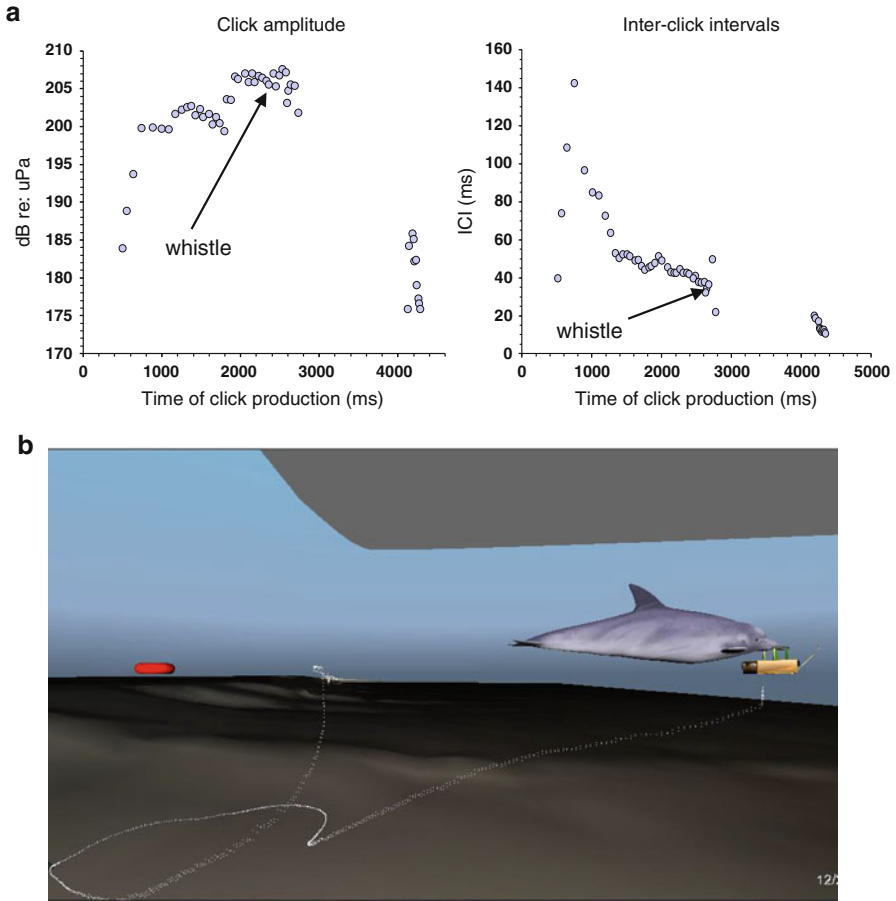 a
Click amplitude
210
205
200
195
190
185
180
175
170
dB re: uPa
whistle
0 1000 2000 3000 4000
Time of click production (ms)
Inter-click intervals
160
140
120
100
80
60
40
20
0
ICI (ms)
whistle
0 1000 2000 3000 4000 5000
Time of click production (ms)
b
12/